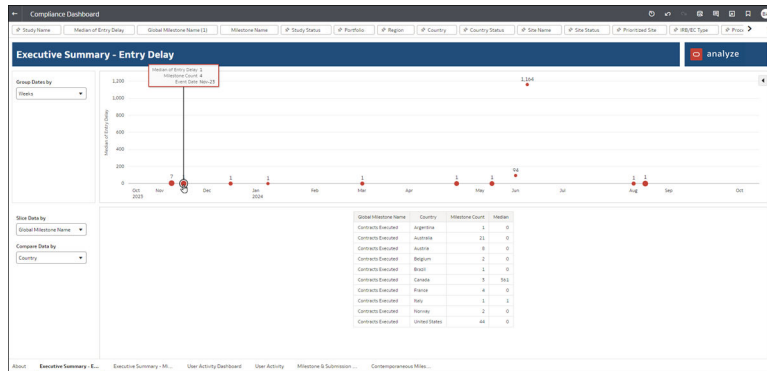 ← Compliance Dashboard
Study Name
Median of Entry Delay
Global Milestone Name (1)
Milestone Name
Study Status
Portfolio
Region
Country
Country Status
Site Name
Site Status
Prioritized Site
IRB/EC Type
Executive Summary - Entry Delay
analyze
Group Dates by
Weeks
Median of Entry Delay 1
Milestone Count 4
Event Date Nov-23
Median of Entry Delay
1,200
1,000
800
600
400
200
0
7
1
1
1
1
1
94
1,164
1
1
Oct Nov Dec Jan Feb Mar Apr May Jun Jul Aug Sep Oct
2023 2024
Slice Data by
Global Milestone Name
Compare Data by
Country
Global Milestone Name Country Milestone Count Median
Contracts Executed Argentina 1 0
Contracts Executed Australia 21 0
Contracts Executed Austria 8 0
Contracts Executed Belgium 2 0
Contracts Executed Brazil 1 0
Contracts Executed Canada 3 561
Contracts Executed France 4 0
Contracts Executed Italy 1 1
Contracts Executed Norway 2 0
Contracts Executed United States 44 0
About Executive Summary - E... Executive Summary - Mi... User Activity Dashboard User Activity Milestone & Submission ... Contemporaneous Miles...